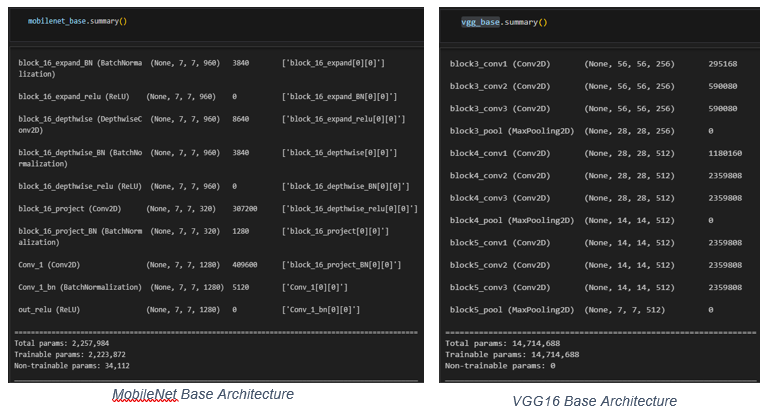 mobilenet_base.summary()
block_16_expand_BN (BatchNorma (None, 7, 7, 960) 3840 ['block_16_expand[0][0]']
lization)
block_16_expand_relu (ReLU) (None, 7, 7, 960) 0 ['block_16_expand_BN[0][0]']
block_16_depthwise (DepthwiseC (None, 7, 7, 960) 8640 ['block_16_expand_relu[0][0]']
onv2D)
block_16_depthwise_BN (BatchNo (None, 7, 7, 960) 3840 ['block_16_depthwise[0][0]']
rmalization)
block_16_depthwise_relu (ReLU) (None, 7, 7, 960) 0 ['block_16_depthwise_BN[0][0]']
block_16_project (Conv2D) (None, 7, 7, 320) 307200 ['block_16_depthwise_relu[0][0]']
block_16_project_BN (BatchNorm (None, 7, 7, 320) 1280 ['block_16_project[0][0]']
alization)
Conv_1 (Conv2D) (None, 7, 7, 1280) 409600 ['block_16_project_BN[0][0]']
Conv_1_bn (BatchNormalization) (None, 7, 7, 1280) 5120 ['Conv_1[0][0]']
out_relu (ReLU) (None, 7, 7, 1280) 0 ['Conv_1_bn[0][0]']
Total params: 2,257,984
Trainable params: 2,223,872
Non-trainable params: 34,112
MobileNet Base Architecture
vgg_base.summary()
block3_conv1 (Conv2D) (None, 56, 56, 256) 295168
block3_conv2 (Conv2D) (None, 56, 56, 256) 590080
block3_conv3 (Conv2D) (None, 56, 56, 256) 590080
block3_pool (MaxPooling2D) (None, 28, 28, 256) 0
block4_conv1 (Conv2D) (None, 28, 28, 512) 1180160
block4_conv2 (Conv2D) (None, 28, 28, 512) 2359808
block4_conv3 (Conv2D) (None, 28, 28, 512) 2359808
block4_pool (MaxPooling2D) (None, 14, 14, 512) 0
block5_conv1 (Conv2D) (None, 14, 14, 512) 2359808
block5_conv2 (Conv2D) (None, 14, 14, 512) 2359808
block5_conv3 (Conv2D) (None, 14, 14, 512) 2359808
block5_pool (MaxPooling2D) (None, 7, 7, 512) 0
Total params: 14,714,688
Trainable params: 14,714,688
Non-trainable params: 0
VGG16 Base Architecture